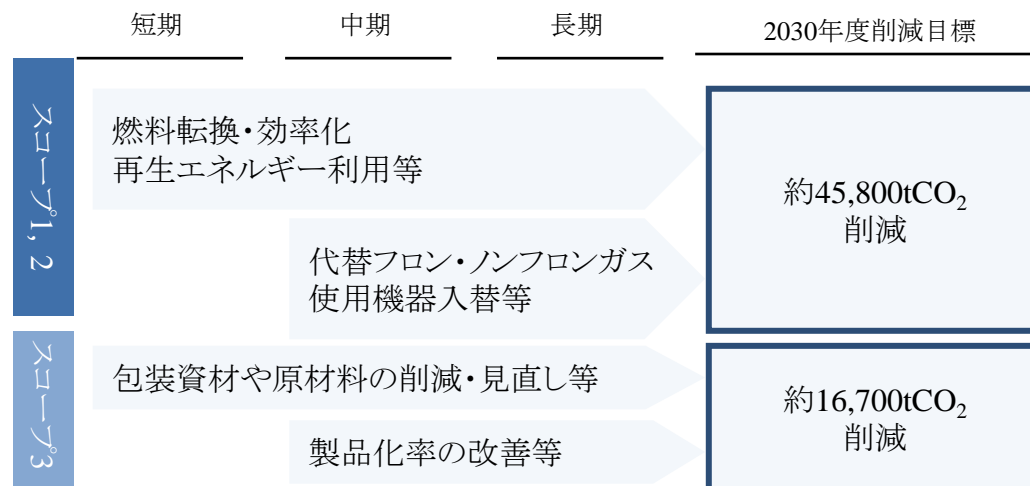 短期
中期
長期
2030年度削減目標
スコープ1, 2
燃料転換・効率化
再生エネルギー利用等
約45,800tCO₂
削減
代替フロン・ノンフロンガス
使用機器入替等
スコープ3
包装資材や原材料の削減・見直し等
約16,700tCO₂
削減
製品化率の改善等